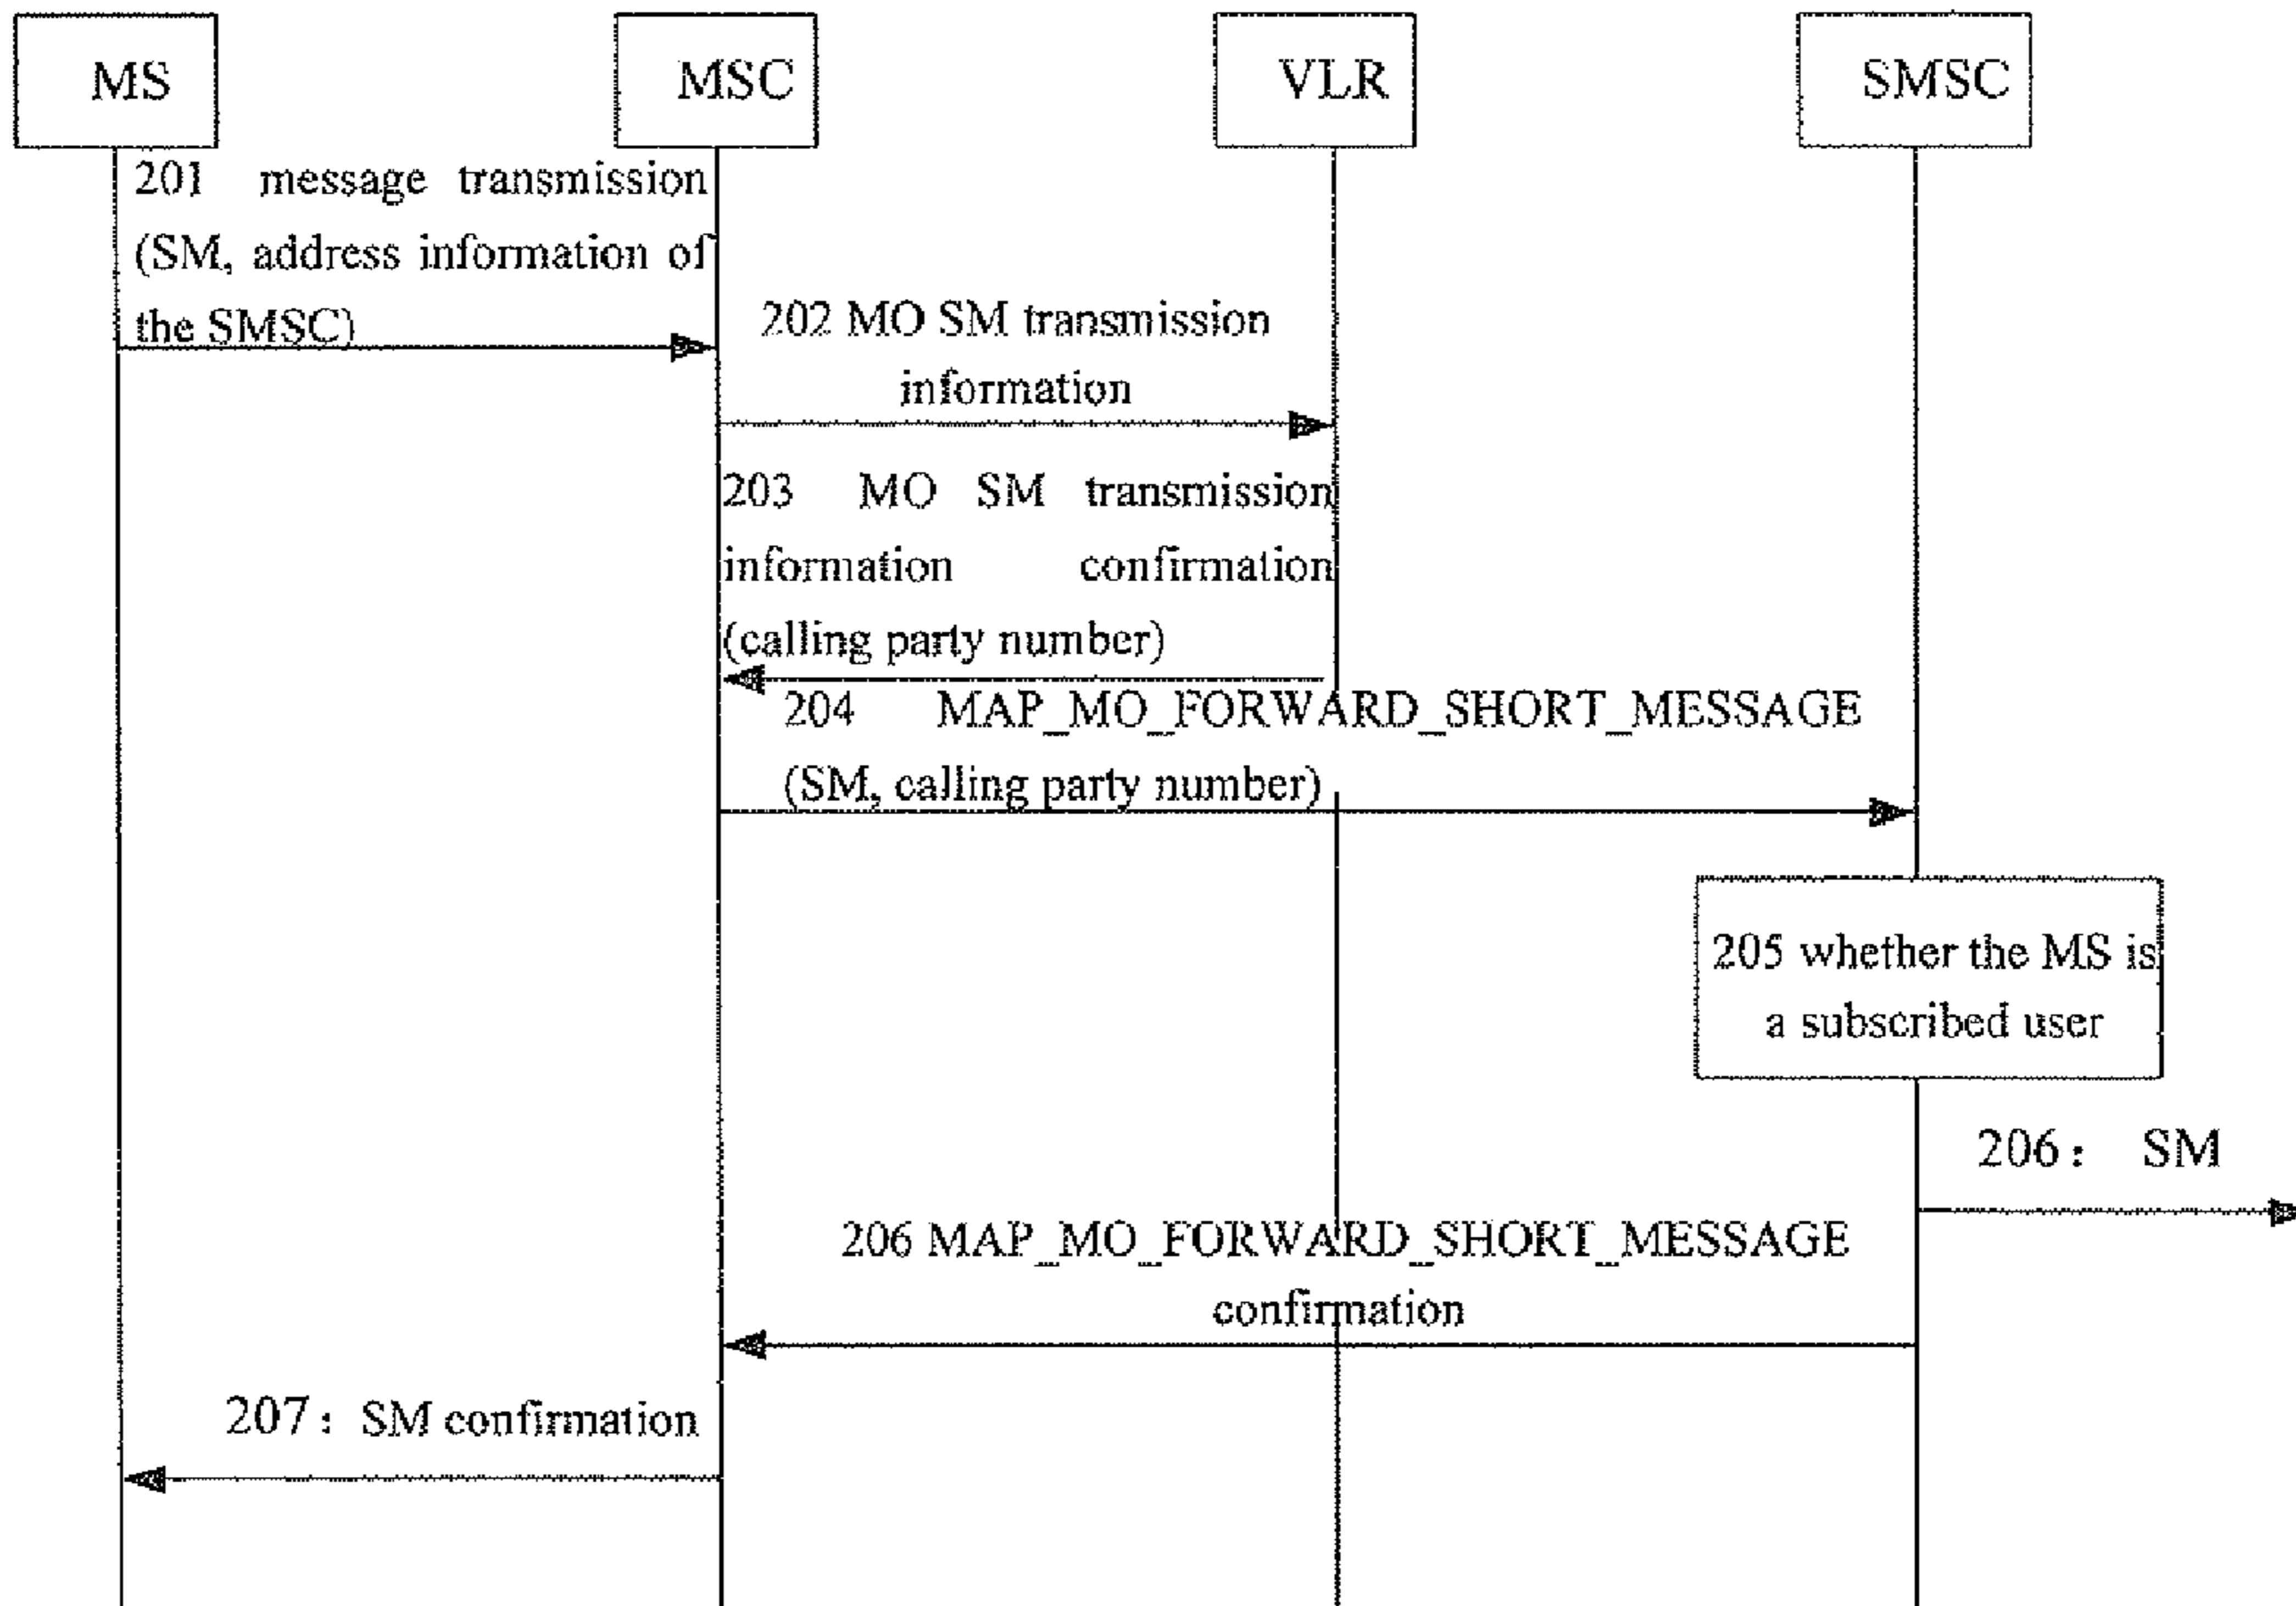 MS
MSC
VLR
SMSC
201 message transmission
(SM, address information of
the SMSC)
202 MO SM transmission
information
203 MO SM transmission
information confirmation
(calling party number)
204 MAP_MO_FORWARD_SHORT_MESSAGE
(SM, calling party number)
205 whether the MS is
a subscribed user
206: SM
206 MAP_MO_FORWARD_SHORT_MESSAGE
confirmation
207: SM confirmation